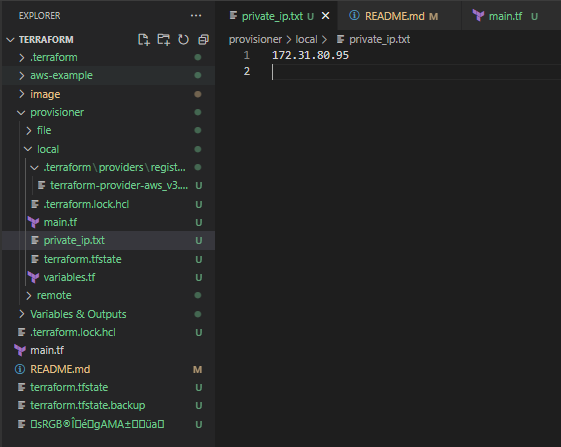 EXPLORER
TERRAFORM
.terraform
aws-example
image
provisioner
file
local
.terraform\providers\regist...
terraform-provider-aws_v3.... U
.terraform.lock.hcl U
main.tf U
private_ip.txt U
terraform.tfstate U
variables.tf U
remote
Variables & Outputs
.terraform.lock.hcl U
main.tf
README.md M
terraform.tfstate U
terraform.tfstate.backup U
U
private_ip.txt U
README.md M
main.tf U
provisioner > local > private_ip.txt
1 172.31.80.95
2